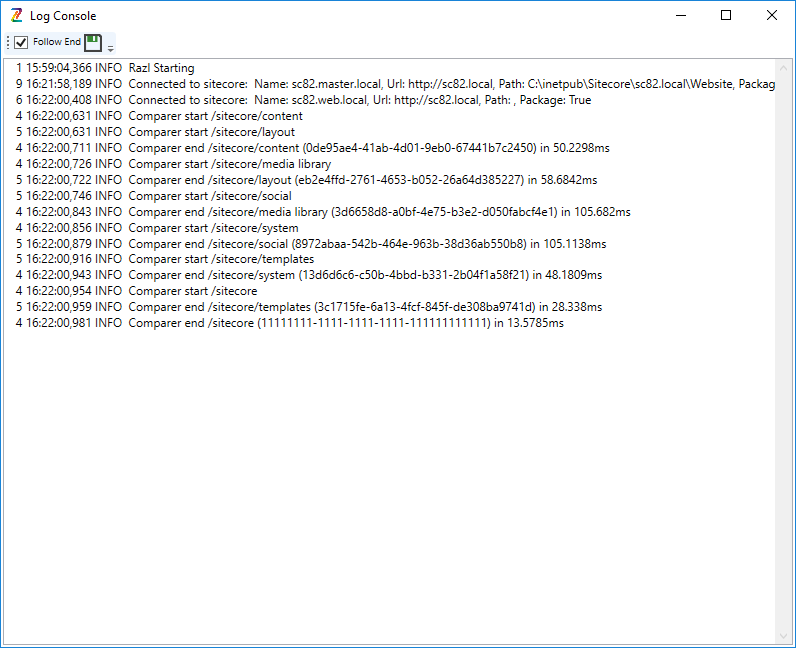 Log Console
Follow End
1 15:59:04,366 INFO Razl Starting
9 16:21:58,189 INFO Connected to sitecore: Name: sc82.master.local, Url: http://sc82.local, Path: C:\inetpub\Sitecore\sc82.local\Website, Packag
6 16:22:00,408 INFO Connected to sitecore: Name: sc82.web.local, Url: http://sc82.local, Path: , Package: True
4 16:22:00,631 INFO Comparer start /sitecore/content
5 16:22:00,631 INFO Comparer start /sitecore/layout
4 16:22:00,711 INFO Comparer end /sitecore/content (0de95ae4-41ab-4d01-9eb0-67441b7c2450) in 50.2298ms
4 16:22:00,726 INFO Comparer start /sitecore/media library
5 16:22:00,722 INFO Comparer end /sitecore/layout (eb2e4ffd-2761-4653-b052-26a64d385227) in 58.6842ms
5 16:22:00,746 INFO Comparer start /sitecore/social
4 16:22:00,843 INFO Comparer end /sitecore/media library (3d6658d8-a0bf-4e75-b3e2-d050fabcf4e1) in 105.682ms
4 16:22:00,856 INFO Comparer start /sitecore/system
5 16:22:00,879 INFO Comparer end /sitecore/social (8972abaa-542b-464e-963b-38d36ab550b8) in 105.1138ms
5 16:22:00,916 INFO Comparer start /sitecore/templates
4 16:22:00,943 INFO Comparer end /sitecore/system (13d6d6c6-c50b-4bbd-b331-2b04f1a58f21) in 48.1809ms
4 16:22:00,954 INFO Comparer start /sitecore
5 16:22:00,959 INFO Comparer end /sitecore/templates (3c1715fe-6a13-4fcf-845f-de308ba9741d) in 28.338ms
4 16:22:00,981 INFO Comparer end /sitecore (11111111-1111-1111-1111-111111111111) in 13.5785ms